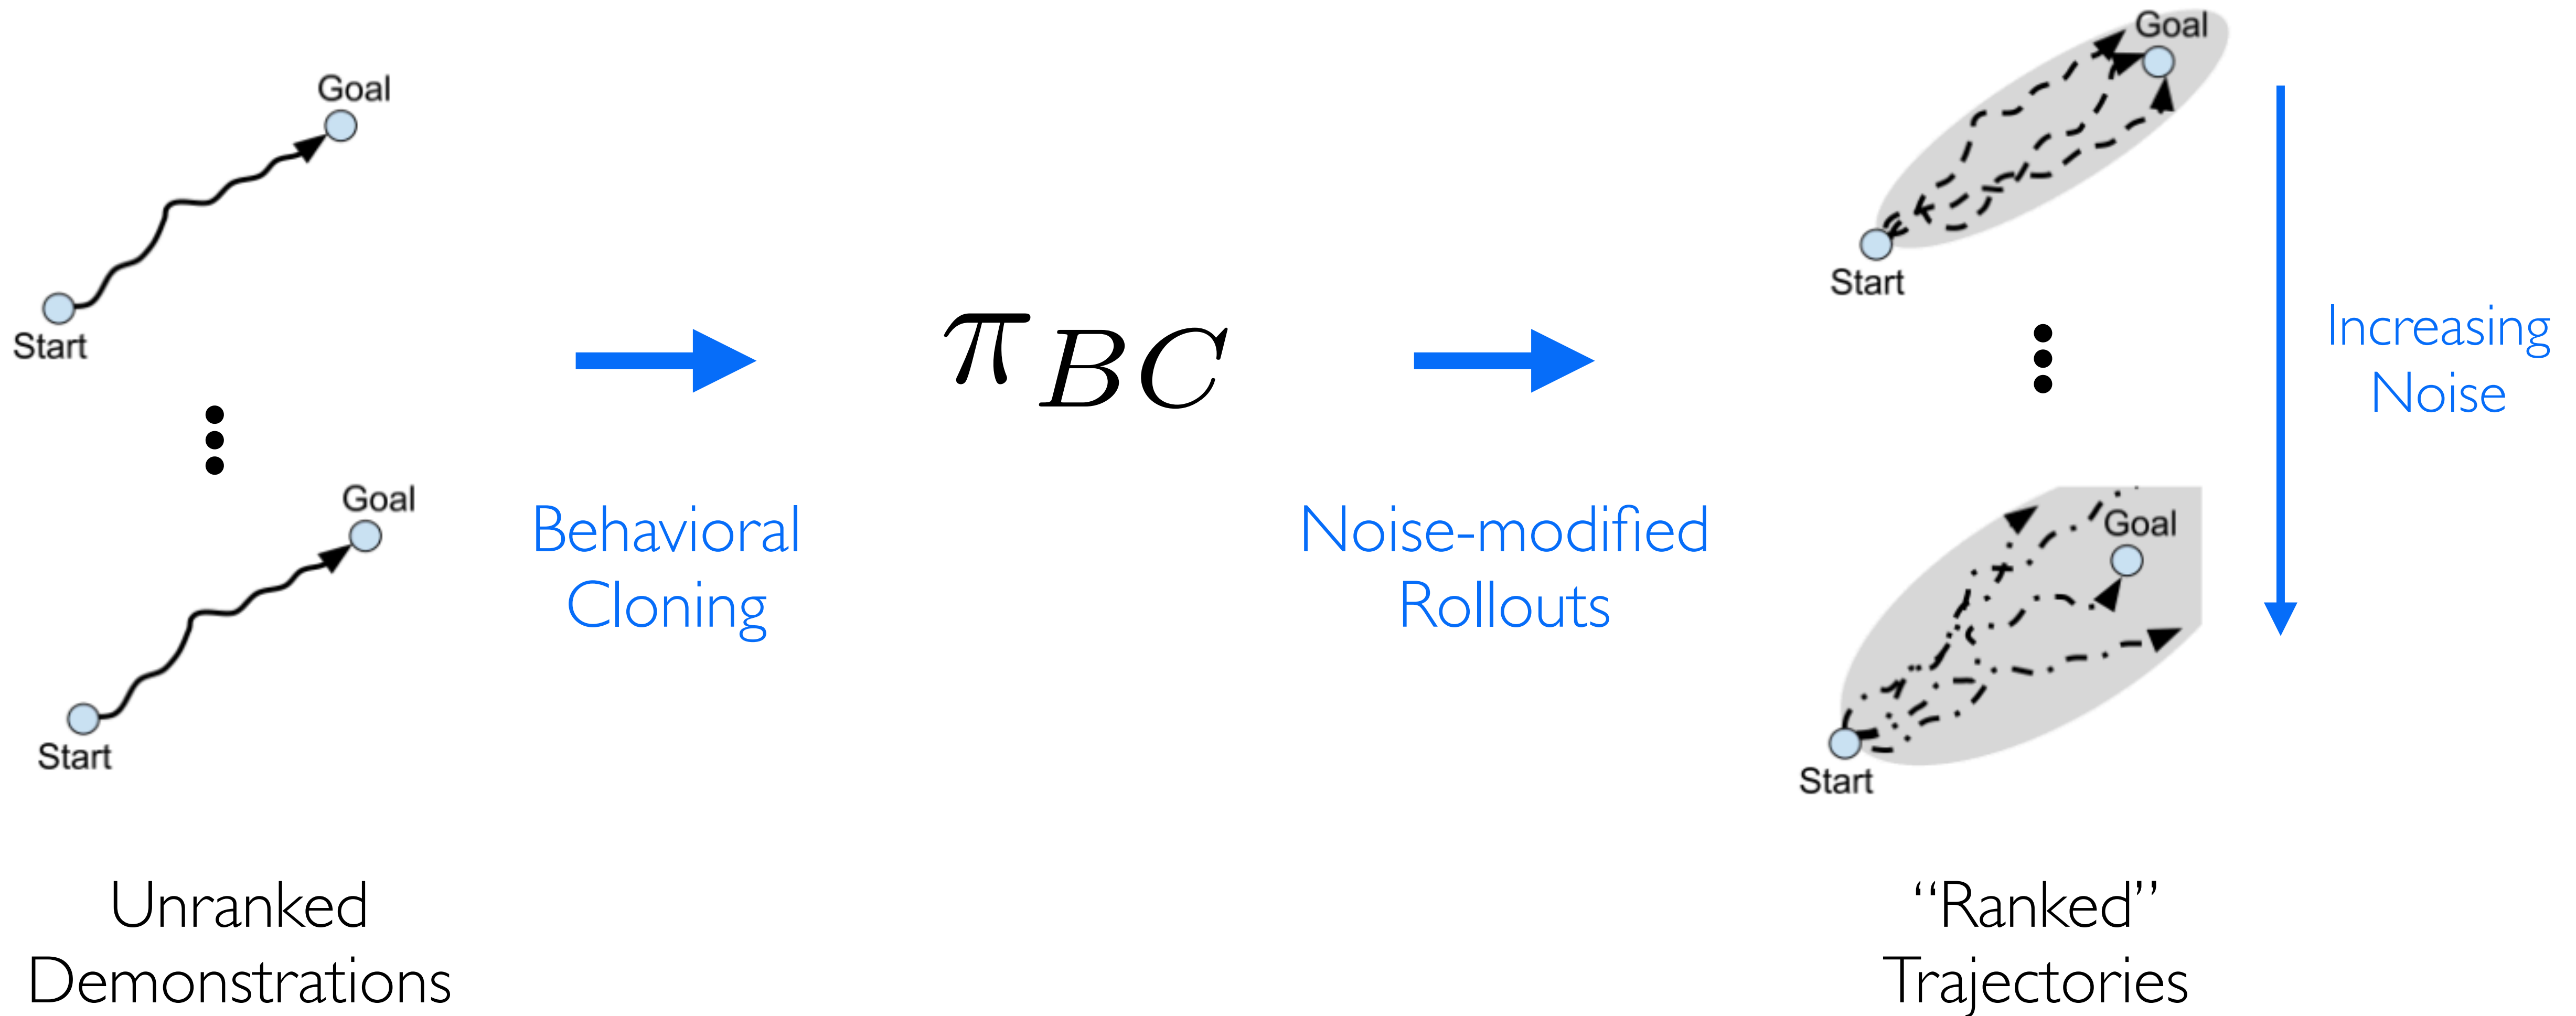 Goal
Start
Goal
Start
Unranked
Demonstrations
Behavioral
Cloning
π_BC
Noise-modified
Rollouts
Goal
Start
Goal
Start
"Ranked"
Trajectories
Increasing
Noise